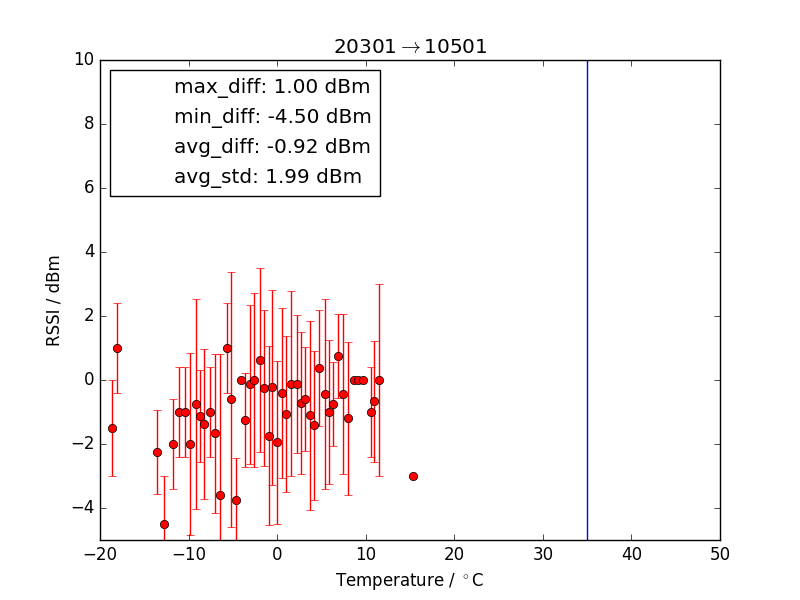 20301→10501
max_diff: 1.00 dBm
min_diff: -4.50 dBm
avg_diff: -0.92 dBm
avg_std: 1.99 dBm
RSSI / dBm
10
8
6
4
2
0
−2
−4
−20 −10 0 10 20 30 40 50
Temperature / °C